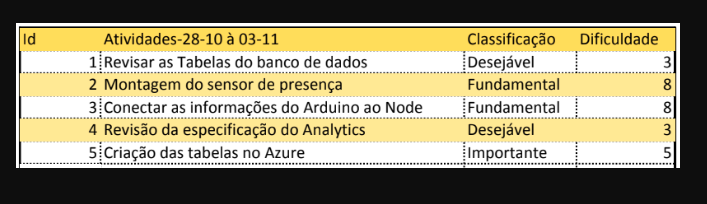 Id Atividades-28-10 à 03-11 Classificação Dificuldade
1 Revisar as Tabelas do banco de dados Desejável 3
2 Montagem do sensor de presença Fundamental 8
3 Conectar as informações do Arduino ao Node Fundamental 8
4 Revisão da especificação do Analytics Desejável 3
5 Criação das tabelas no Azure Importante 5